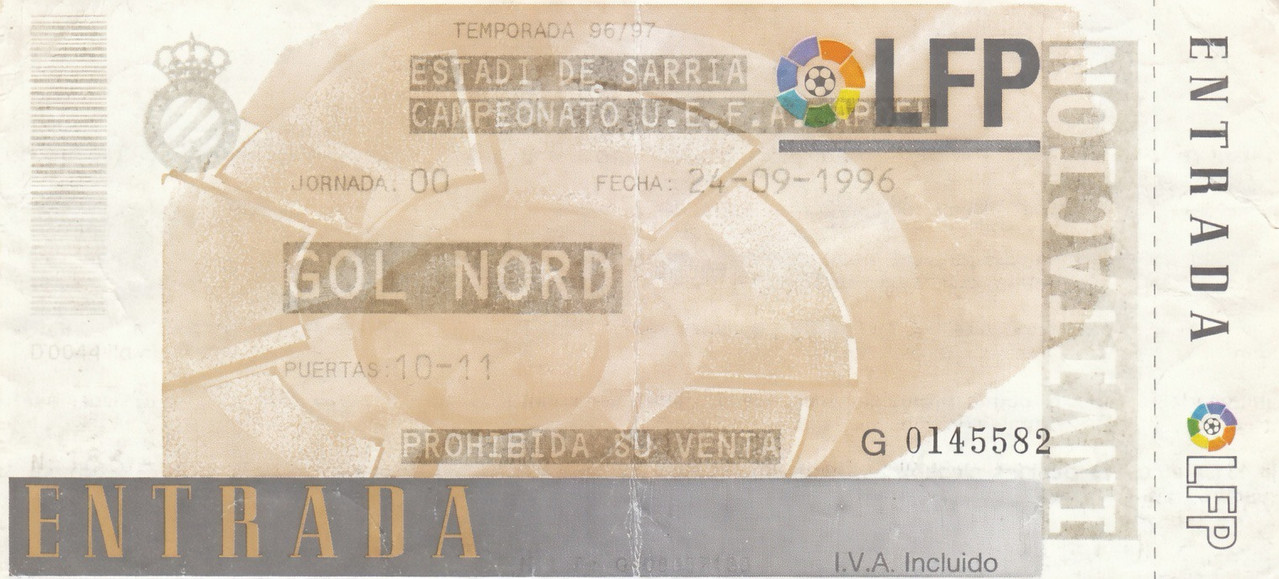 TEMPORADA 96/97
ESTADI DE SARRIA
CAMPEONATO U.E.F.A.
LFP
JORNADA: 00
FECHA: 24-09-1996
GOL NORD
PUERTAS: 10-11
PROHIBIDA SU VENTA
G 0145582
INVITACION
ENTRADA
I.V.A. Incluido
ENTRADA
LFP